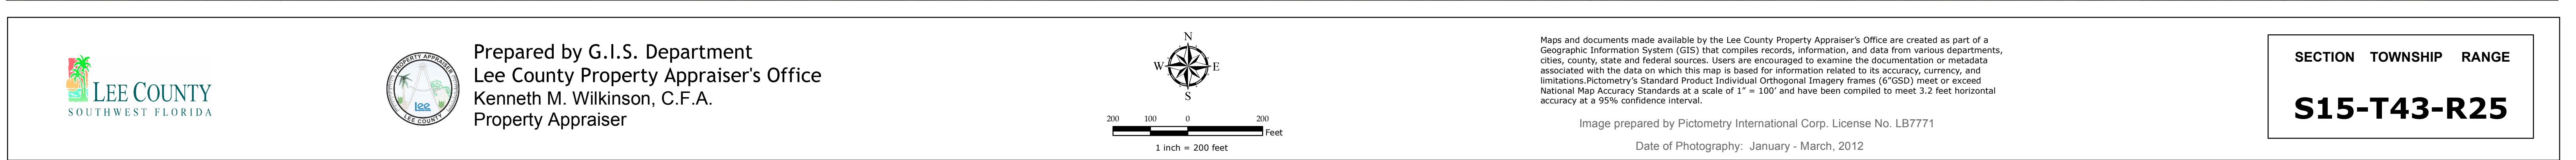 LEE COUNTY
SOUTHWEST FLORIDA
PROPERTY APPRAISER
Lee
LEE COUNTY
Prepared by G.I.S. Department
Lee County Property Appraiser's Office
Kenneth M. Wilkinson, C.F.A.
Property Appraiser
N
W E
S
200 100 0 200
Feet
1 inch = 200 feet
Maps and documents made available by the Lee County Property Appraiser’s Office are created as part of a
Geographic Information System (GIS) that compiles records, information, and data from various departments,
cities, county, state and federal sources. Users are encouraged to examine the documentation or metadata
associated with the data on which this map is based for information related to its accuracy, currency, and
limitations.Pictometry’s Standard Product Individual Orthogonal Imagery frames (6”GSD) meet or exceed
National Map Accuracy Standards at a scale of 1” = 100’ and have been compiled to meet 3.2 feet horizontal
accuracy at a 95% confidence interval.
Image prepared by Pictometry International Corp. License No. LB7771
Date of Photography: January - March, 2012
SECTION TOWNSHIP RANGE
S15-T43-R25